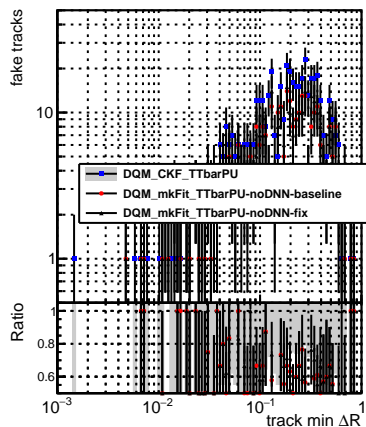 fake tracks
10
DQM_CKF_TTbarPU
DQM_mkFit_TTbarPU-noDNN-baseline
DQM_mkFit_TTbarPU-noDNN-fix
1
Ratio
1
0.8
0.6
10⁻³ 10⁻² 10⁻¹ 1
track min ΔR